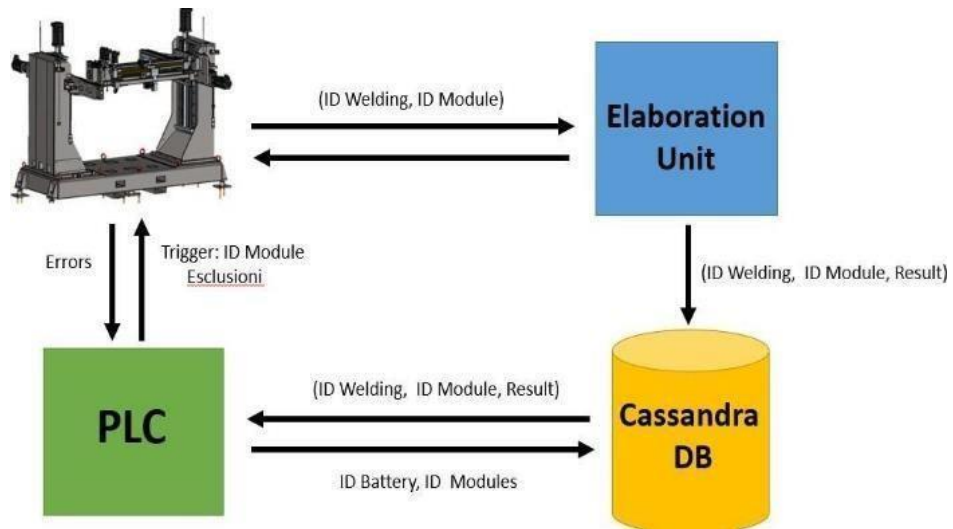 (ID Welding, ID Module)
Elaboration
Unit
Errors
Trigger: ID Module
Esclusioni
(ID Welding, ID Module, Result)
PLC
(ID Welding, ID Module, Result)
ID Battery, ID Modules
Cassandra
DB